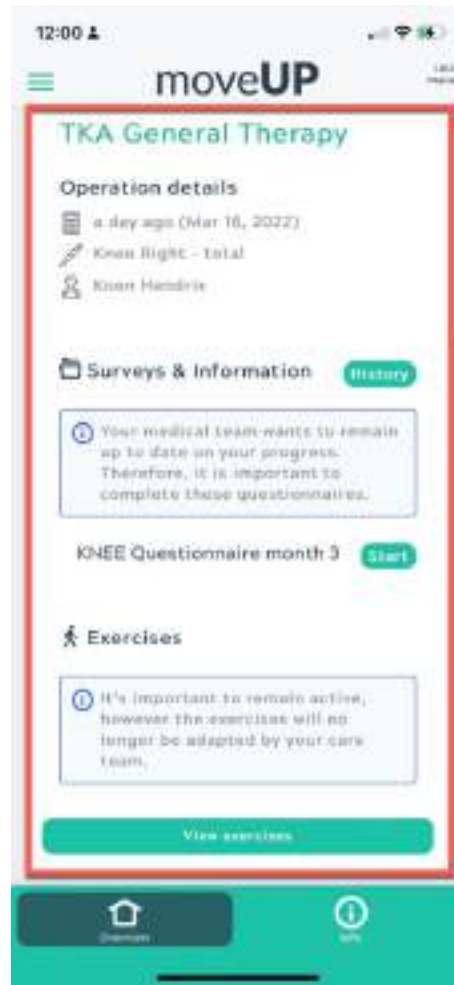 12:00
moveUP
TKA General Therapy
Operation details
a day ago (Mar 16, 2022)
Knee Right - total
Hendrix
Surveys & Information
History
Your medical team wants to remain
up to date on your progress.
Therefore, it is important to
complete these questionnaires.
KNEE Questionnaire month 3
Start
Exercises
It's important to remain active,
however the exercises will no
longer be adapted by your care
team.
View exercises
Overview
Info